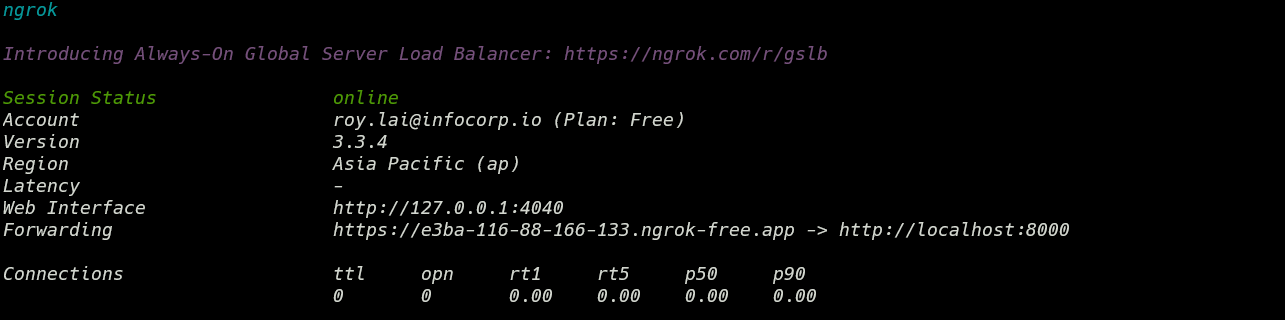 ngrok
Introducing Always-On Global Server Load Balancer: https://ngrok.com/r/gslb
Session Status online
Account roy.lai@infocorp.io (Plan: Free)
Version 3.3.4
Region Asia Pacific (ap)
Latency -
Web Interface http://127.0.0.1:4040
Forwarding https://e3ba-116-88-166-133.ngrok-free.app -> http://localhost:8000
Connections ttl opn rt1 rt5 p50 p90
0 0 0.00 0.00 0.00 0.00